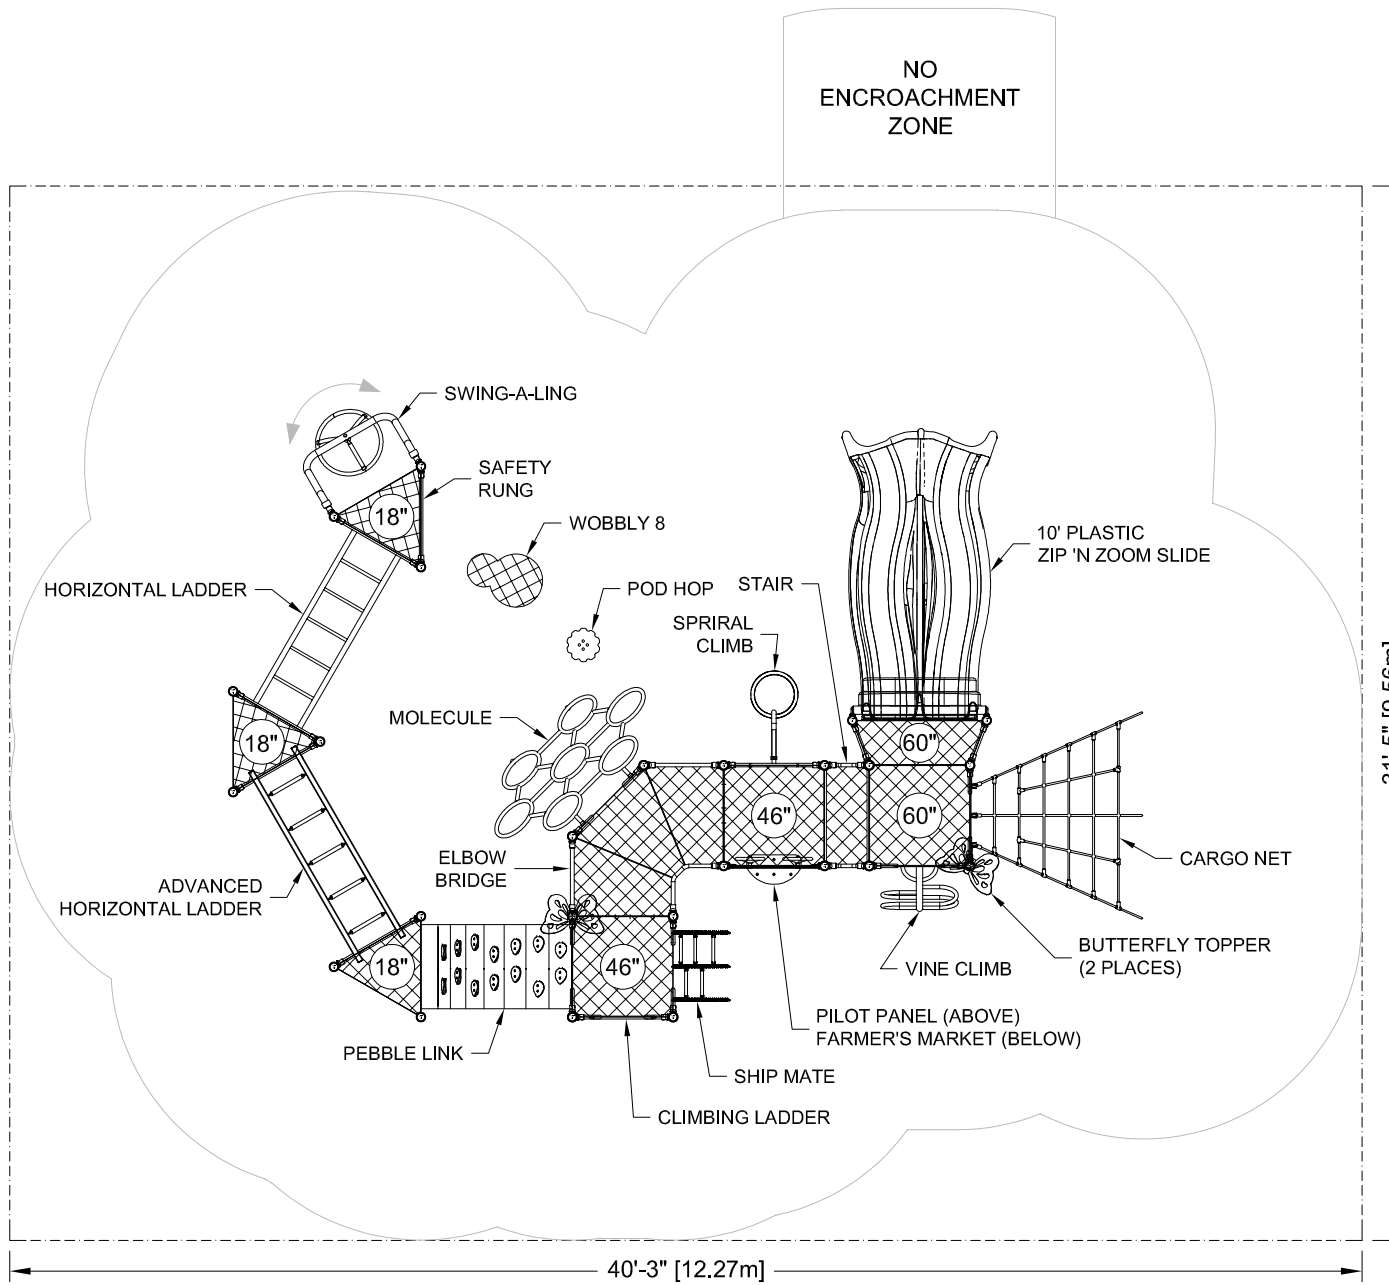 NO
ENCROACHMENT
ZONE
SWING-A-LING
SAFETY
RUNG
18"
WOBBLY 8
10' PLASTIC
ZIP 'N ZOOM SLIDE
HORIZONTAL LADDER
POD HOP
STAIR
SPRIRAL
CLIMB
MOLECULE
18"
60"
46"
60"
ELBOW
BRIDGE
CARGO NET
ADVANCED
HORIZONTAL LADDER
18"
46"
VINE CLIMB
BUTTERFLY TOPPER
(2 PLACES)
PILOT PANEL (ABOVE)
FARMER'S MARKET (BELOW)
PEBBLE LINK
SHIP MATE
CLIMBING LADDER
40'-3" [12.27m]